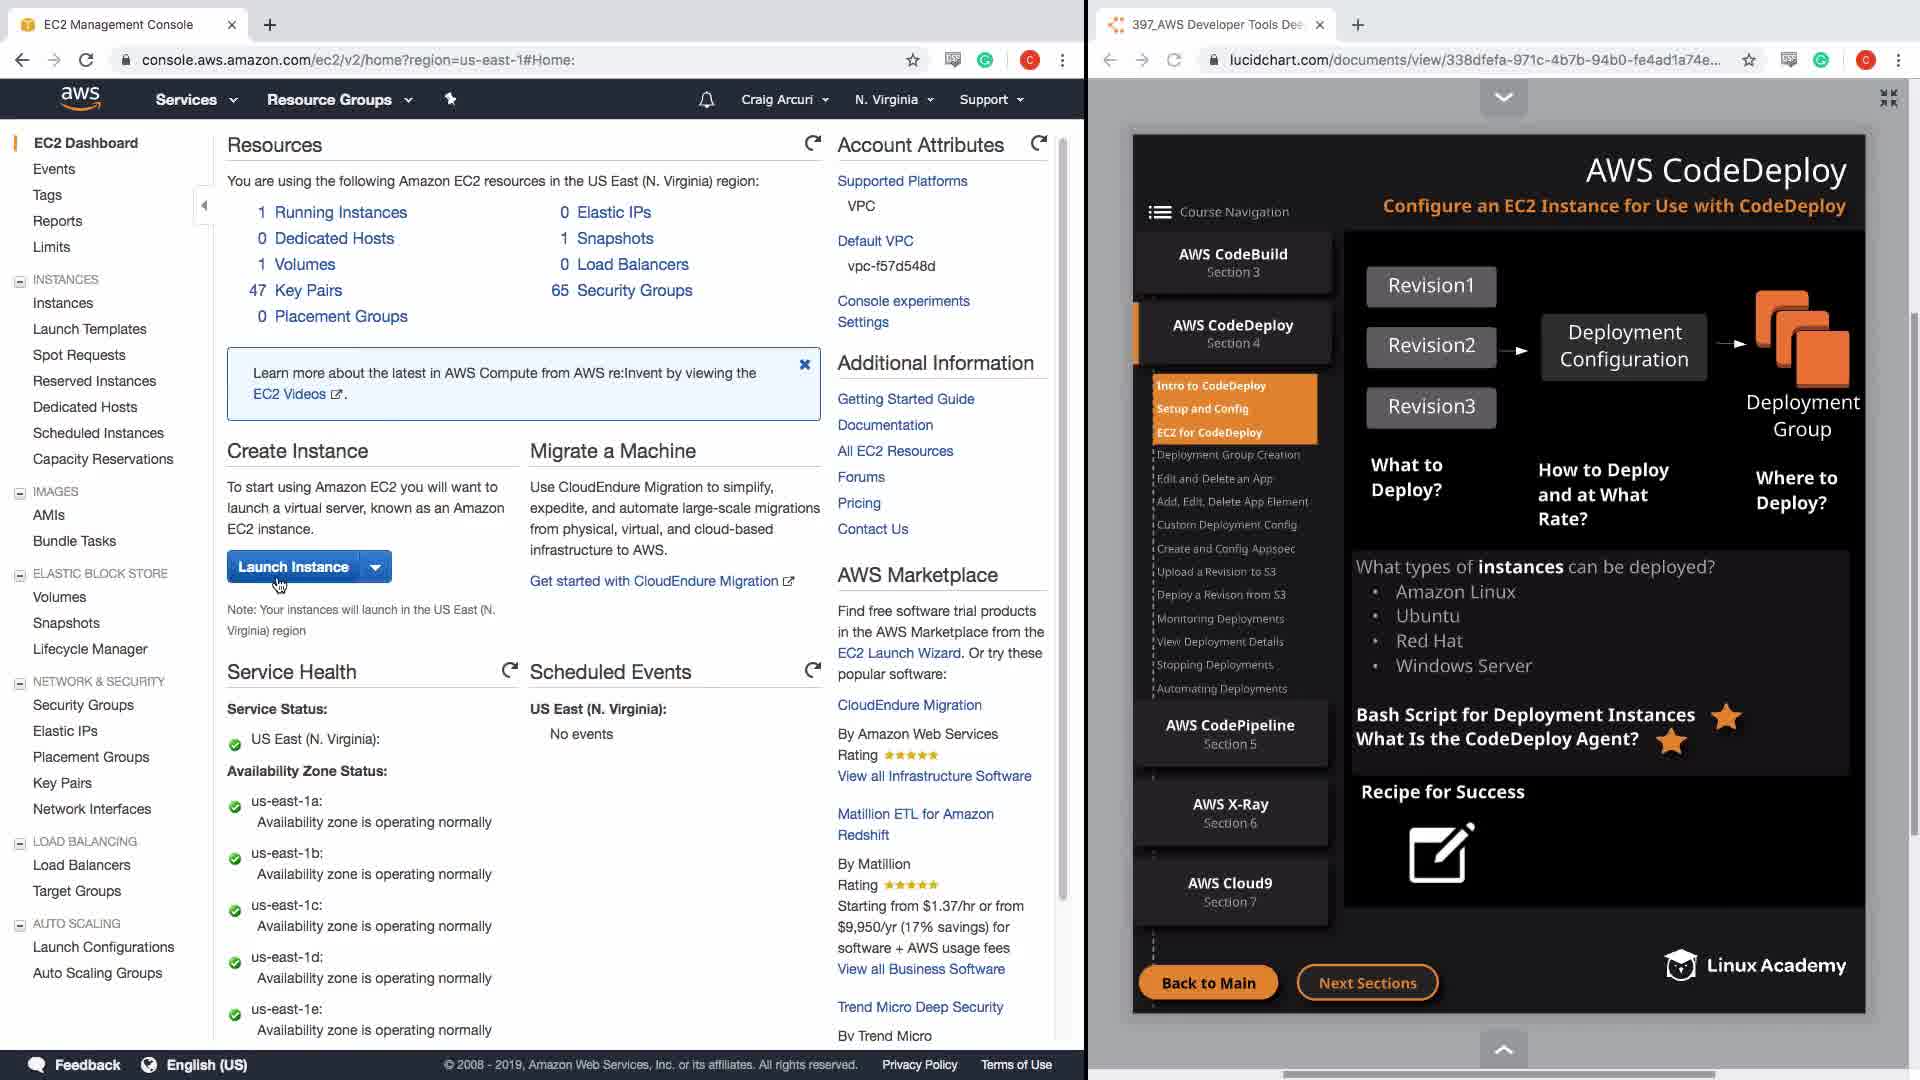 EC2 Management Console
console.aws.amazon.com/ec2/v2/home?region=us-east-1#Home:
C
aws
Services
Resource Groups
Craig Arcuri
N. Virginia
Support
EC2 Dashboard
Events
Tags
Reports
Limits
INSTANCES
Instances
Launch Templates
Spot Requests
Reserved Instances
Dedicated Hosts
Scheduled Instances
Capacity Reservations
IMAGES
AMIs
Bundle Tasks
ELASTIC BLOCK STORE
Volumes
Snapshots
Lifecycle Manager
NETWORK & SECURITY
Security Groups
Elastic IPs
Placement Groups
Key Pairs
Network Interfaces
LOAD BALANCING
Load Balancers
Target Groups
AUTO SCALING
Launch Configurations
Auto Scaling Groups
Resources
You are using the following Amazon EC2 resources in the US East (N. Virginia) region:
1 Running Instances
0 Elastic IPs
0 Dedicated Hosts
1 Snapshots
1 Volumes
0 Load Balancers
47 Key Pairs
65 Security Groups
0 Placement Groups
Learn more about the latest in AWS Compute from AWS re:Invent by viewing the
EC2 Videos .
Create Instance
To start using Amazon EC2 you will want to
launch a virtual server, known as an Amazon
EC2 instance.
Launch Instance
Note: Your instances will launch in the US East (N.
Virginia) region
Migrate a Machine
Use CloudEndure Migration to simplify,
expedite, and automate large-scale migrations
from physical, virtual, and cloud-based
infrastructure to AWS.
Get started with CloudEndure Migration
Service Health
Service Status:
US East (N. Virginia):
Availability Zone Status:
us-east-1a:
Availability zone is operating normally
us-east-1b:
Availability zone is operating normally
us-east-1c:
Availability zone is operating normally
us-east-1d:
Availability zone is operating normally
us-east-1e:
Availability zone is operating normally
Scheduled Events
US East (N. Virginia):
No events
Account Attributes
Supported Platforms
VPC
Default VPC
vpc-f57d548d
Console experiments
Settings
Additional Information
Getting Started Guide
Documentation
All EC2 Resources
Forums
Pricing
Contact Us
AWS Marketplace
Find free software trial products
in the AWS Marketplace from the
EC2 Launch Wizard. Or try these
popular software:
CloudEndure Migration
By Amazon Web Services
Rating
View all Infrastructure Software
Matillion ETL for Amazon
Redshift
By Matillion
Rating
Starting from $1.37/hr or from
$9,950/yr (17% savings) for
software + AWS usage fees
View all Business Software
Trend Micro Deep Security
By Trend Micro
Feedback
English (US)
© 2008 - 2019, Amazon Web Services, Inc. or its affiliates. All rights reserved.
Privacy Policy
Terms of Use
397_AWS Developer Tools Dee
lucidchart.com/documents/view/338dfefa-971c-4b7b-94b0-fe4ad1a74e...
C
AWS CodeDeploy
Configure an EC2 Instance for Use with CodeDeploy
Course Navigation
AWS CodeBuild
Section 3
AWS CodeDeploy
Section 4
Intro to CodeDeploy
Setup and Config
EC2 for CodeDeploy
Deployment Group Creation
Edit and Delete an App
Add, Edit, Delete App Element
Custom Deployment Config
Create and Config Appspec
Upload a Revision to S3
Deploy a Revison from S3
Monitoring Deployments
View Deployment Details
Stopping Deployments
Automating Deployments
AWS CodePipeline
Section 5
AWS X-Ray
Section 6
AWS Cloud9
Section 7
Back to Main
Next Sections
Revision1
Revision2
Revision3
Deployment
Configuration
Deployment
Group
What to
Deploy?
How to Deploy
and at What
Rate?
Where to
Deploy?
What types of instances can be deployed?
• Amazon Linux
• Ubuntu
• Red Hat
• Windows Server
Bash Script for Deployment Instances
What Is the CodeDeploy Agent?
Recipe for Success
Linux Academy